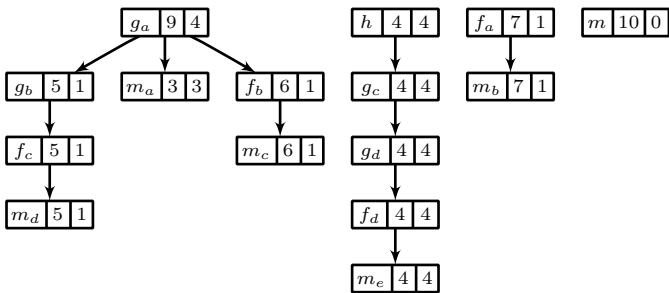 g_a 9 4 h 4 4 f_a 7 1 m 10 0
g_b 5 1 m_a 3 3 f_b 6 1 g_c 4 4 m_b 7 1
f_c 5 1 m_c 6 1 g_d 4 4
m_d 5 1 f_d 4 4
m_e 4 4